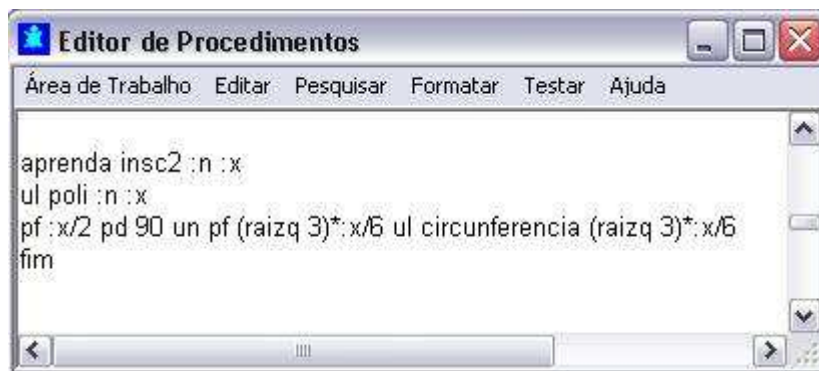 Editor de Procedimentos
Área de Trabalho Editar Pesquisar Formatar Testar Ajuda
aprenda insc2 :n :x
ul poli :n :x
pf :x/2 pd 90 un pf (raizq 3)*:x/6 ul circunferencia (raizq 3)*:x/6
fim